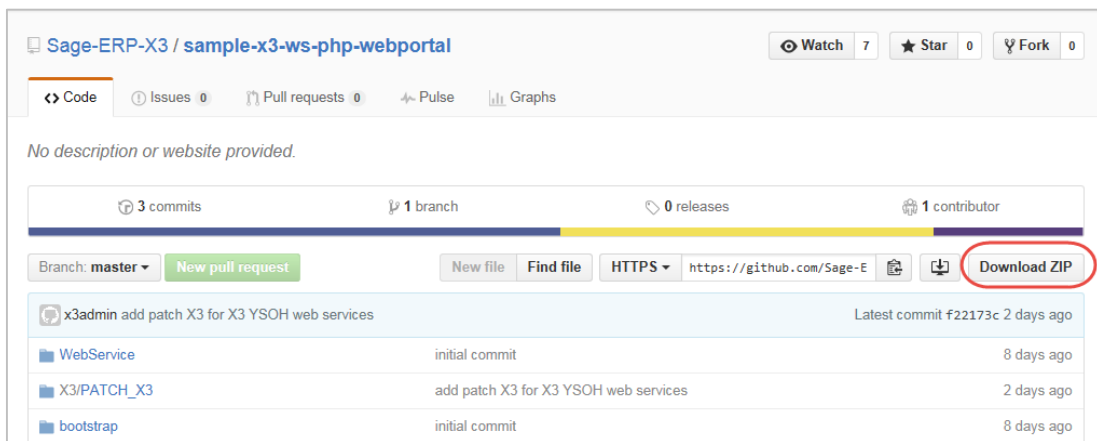 Sage-ERP-X3 / sample-x3-ws-php-webportal Watch 7 Star 0 Fork 0
Code Issues 0 Pull requests 0 Pulse Graphs
No description or website provided.
3 commits 1 branch 0 releases 1 contributor
Branch: master New pull request New file Find file HTTPS https://github.com/Sage-E Download ZIP
x3admin add patch X3 for X3 YSOH web services Latest commit f22173c 2 days ago
WebService initial commit 8 days ago
X3/PATCH_X3 add patch X3 for X3 YSOH web services 2 days ago
bootstrap initial commit 8 days ago